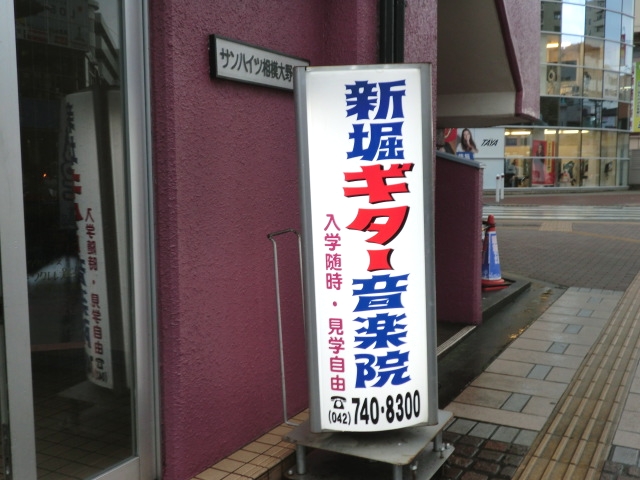 サンハイツ相模大野
新堀ギター音楽院
入学随時・見学自由
☎
(042)740・8300
TAYA